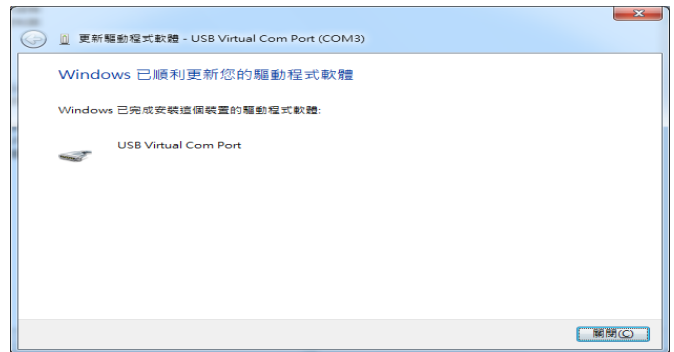 更新驅動程式軟體 - USB Virtual Com Port (COM3)
Windows 已順利更新您的驅動程式軟體
Windows 已完成安裝這個裝置的驅動程式軟體:
USB Virtual Com Port
關閉(C)